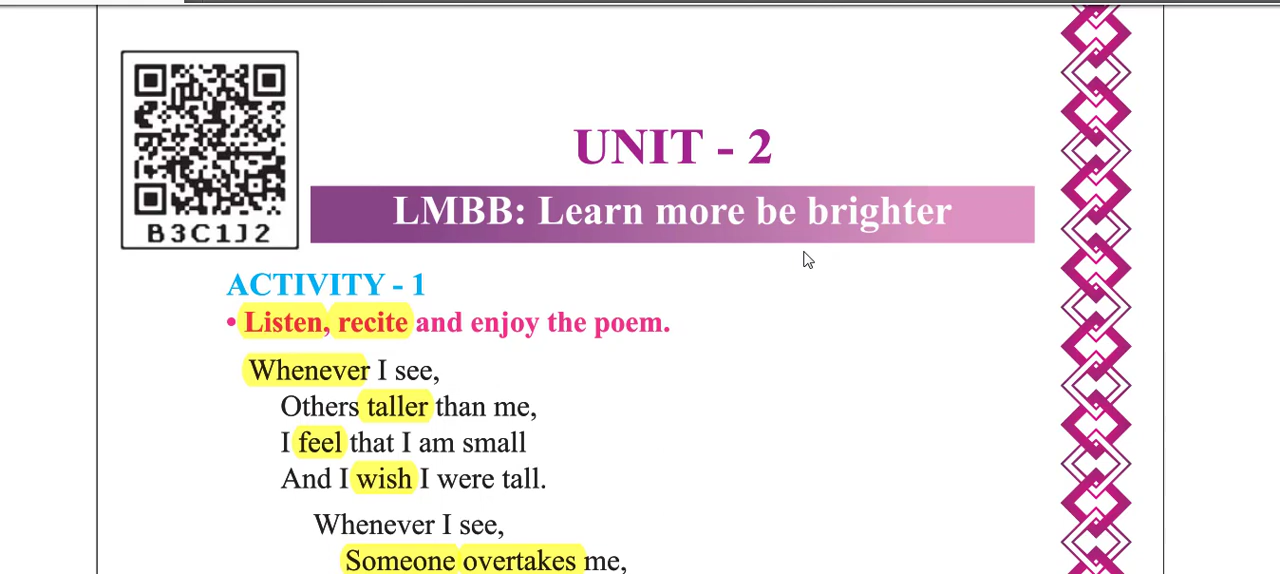 UNIT - 2
B3C1J2
LMBB: Learn more be brighter
ACTIVITY - 1
• Listen, recite and enjoy the poem.
Whenever I see,
Others taller than me,
I feel that I am small
And I wish I were tall.
Whenever I see,
Someone overtakes me,